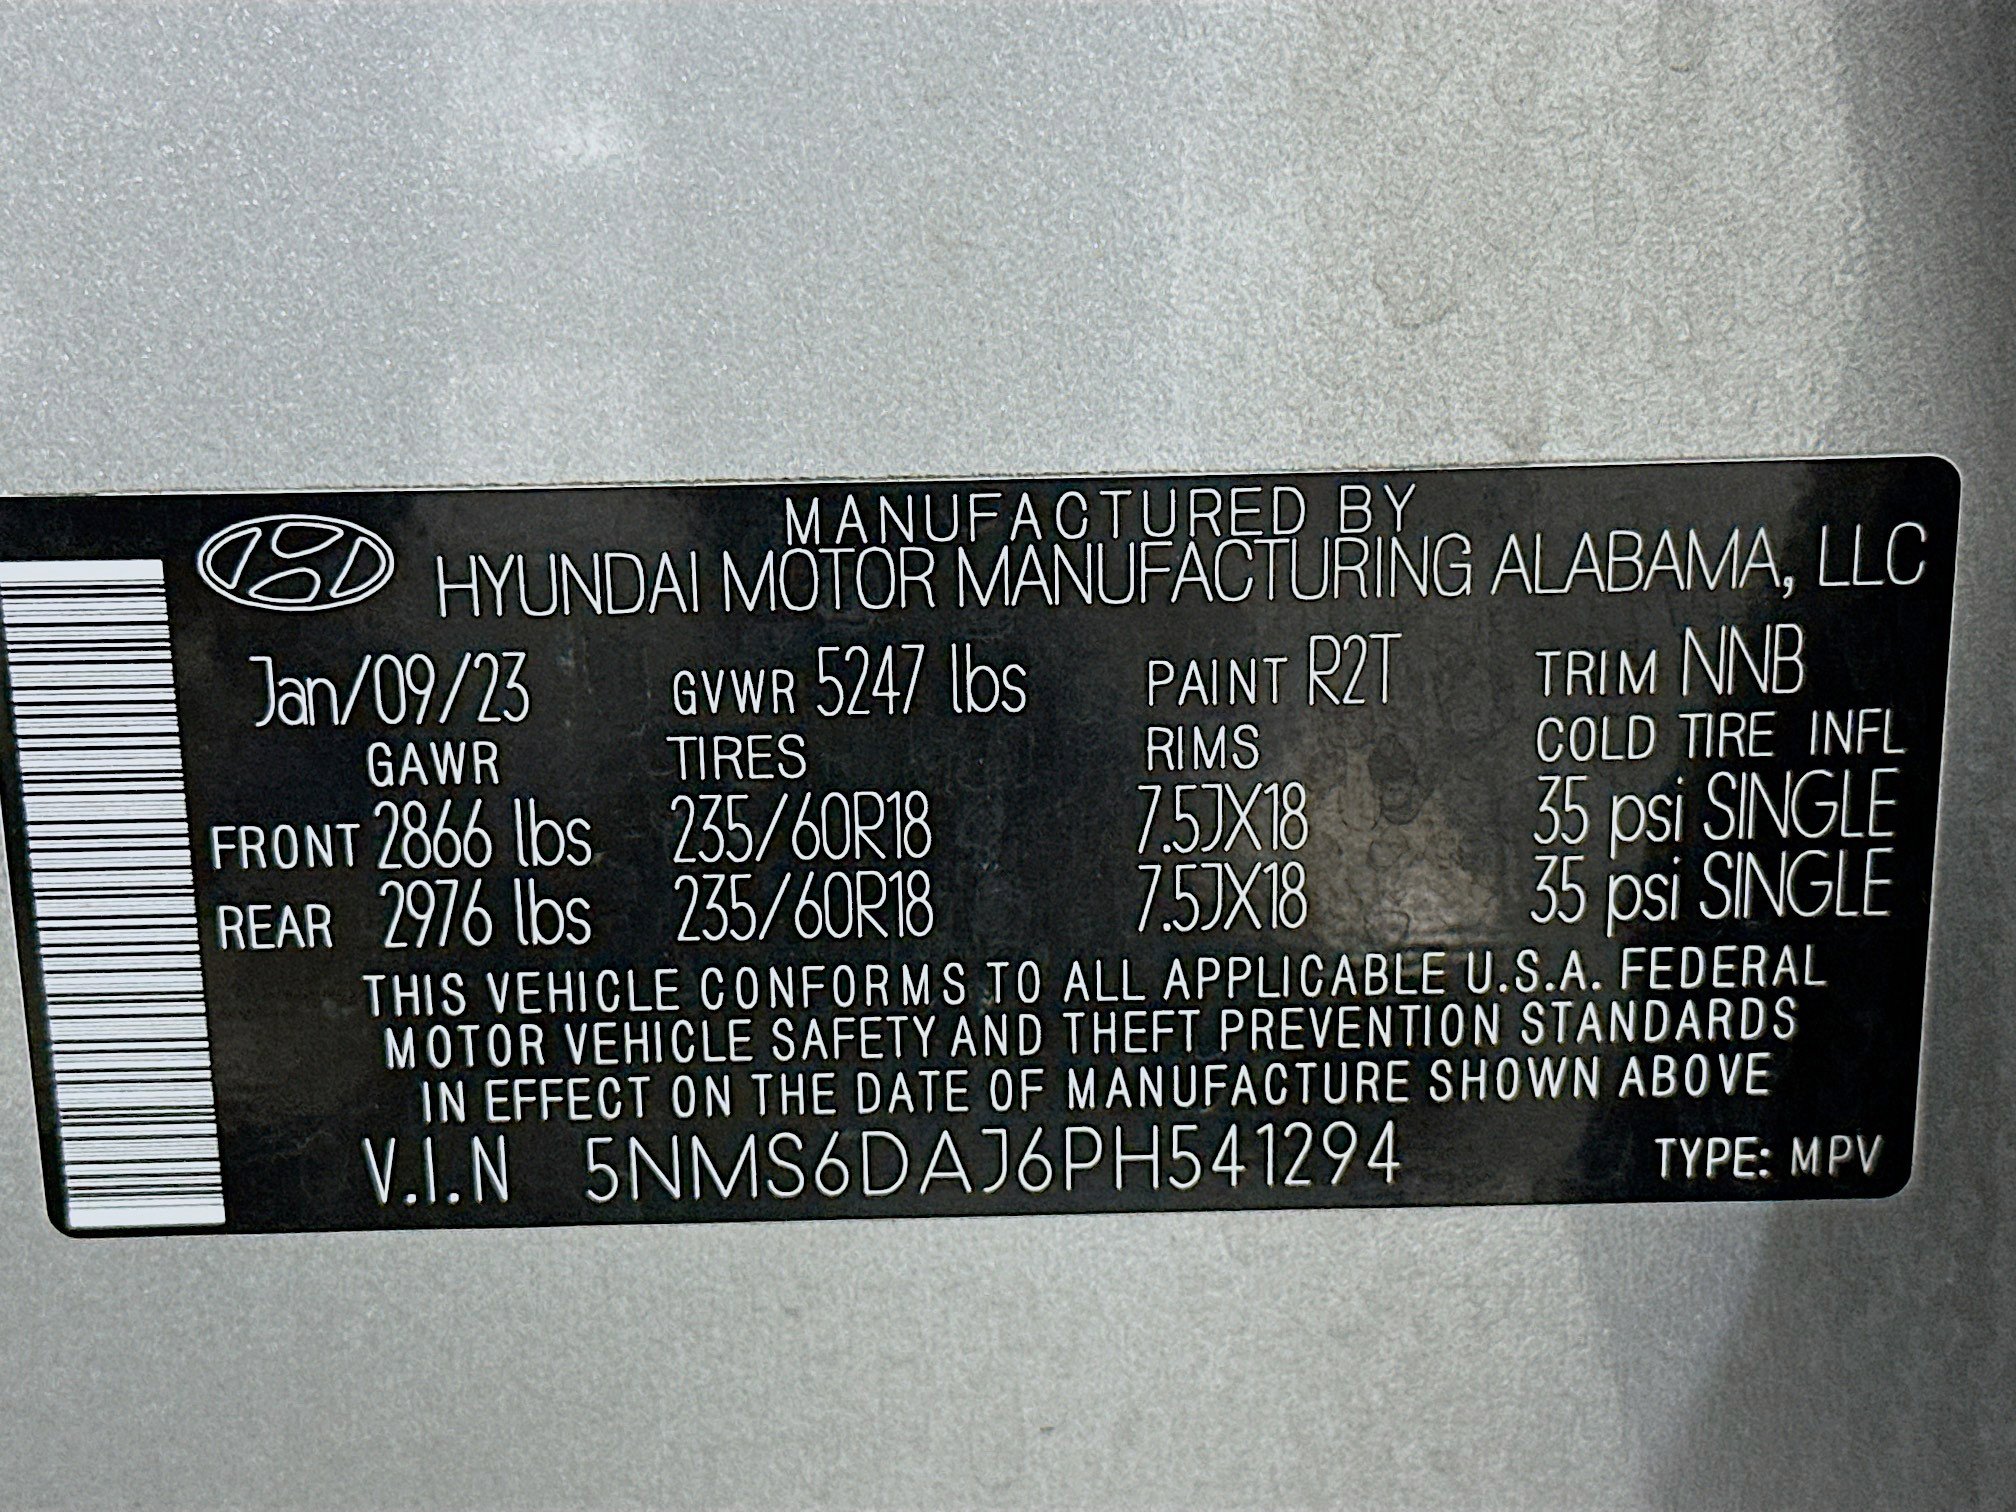 MANUFACTURED BY
HYUNDAI MOTOR MANUFACTURING ALABAMA, LLC
Jan/09/23 GVWR 5247 lbs PAINT R2T TRIM NNB
GAWR TIRES RIMS COLD TIRE INFL
FRONT 2866 lbs 235/60R18 7.5JX18 35 psi SINGLE
REAR 2976 lbs 235/60R18 7.5JX18 35 psi SINGLE
THIS VEHICLE CONFORMS TO ALL APPLICABLE U.S.A. FEDERAL
MOTOR VEHICLE SAFETY AND THEFT PREVENTION STANDARDS
IN EFFECT ON THE DATE OF MANUFACTURE SHOWN ABOVE
V.I.N 5NMS6DAJ6PH541294 TYPE: MPV